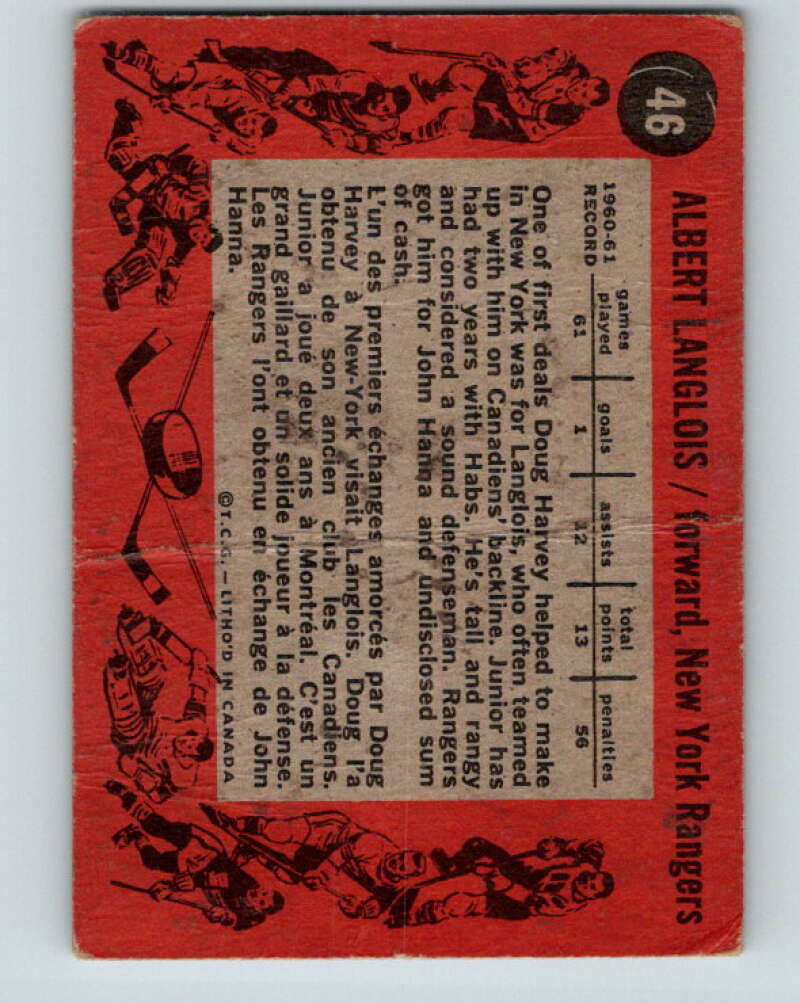 46
ALBERT LANGLOIS / forward, New York Rangers
1960-61 RECORD
games played goals assists total points penalties
61 1 12 13 56
One of first deals Doug Harvey helped to make
in New York was for Langlois, who often teamed
up with him on Canadiens' backline. Junior has
had two years with Habs. He's tall and rangy
and considered a sound defenseman. Rangers
got him for John Hanna and undisclosed sum
of cash.
L'un des premiers échanges amorcés par Doug
Harvey à New-York visait Langlois. Doug l'a
obtenu de son ancien club les Canadiens.
Junior a joué deux ans à Montréal. C'est un
grand gaillard et un solide joueur à la défense.
Les Rangers l'ont obtenu en échange de John
Hanna.
©T.C.G. — LITHO'D IN CANADA